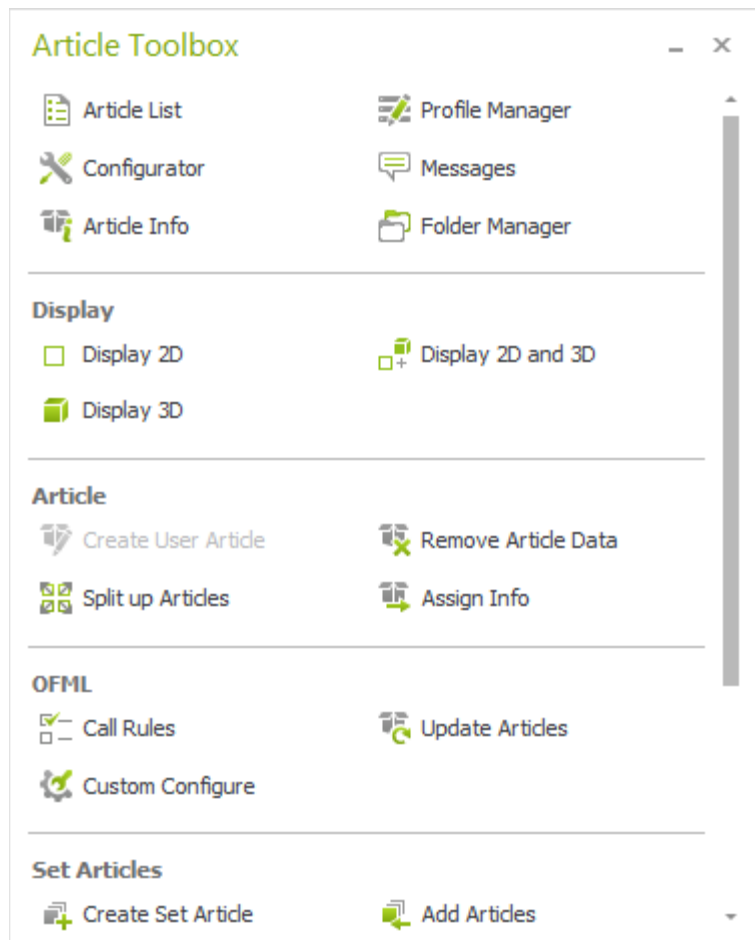 Article Toolbox
Article List
Profile Manager
Configurator
Messages
Article Info
Folder Manager
Display
Display 2D
Display 2D and 3D
Display 3D
Article
Create User Article
Remove Article Data
Split up Articles
Assign Info
OFML
Call Rules
Update Articles
Custom Configure
Set Articles
Create Set Article
Add Articles